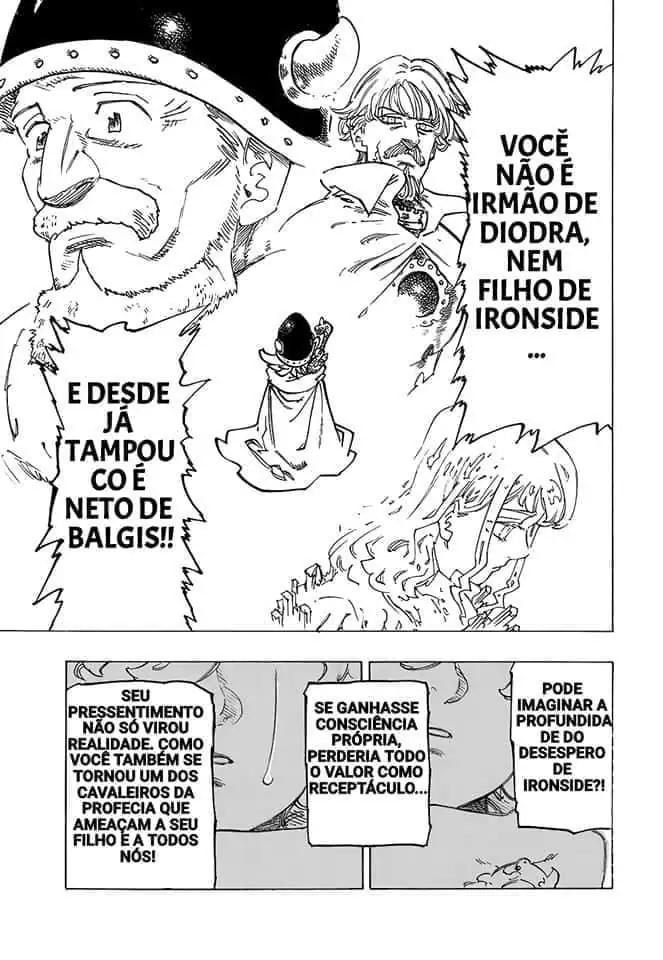 VOCÊ
NÃO É
IRMÃO DE
DIODRA,
NEM
FILHO DE
IRONSIDE
...
E DESDE
JÁ
TAMPOU
CO É
NETO DE
BALGIS!!
PODE
IMAGINAR A
PROFUNDIDA
DE DO
DESESPERO
DE
IRONSIDE?!
SE GANHASSE
CONSCIÊNCIA
PRÓPRIA,
PERDERIA TODO
O VALOR COMO
RECEPTÁCULO...
SEU
PRESSENTIMENTO
NÃO SÓ VIROU
REALIDADE. COMO
VOCÊ TAMBÉM SE
TORNOU UM DOS
CAVALEIROS DA
PROFECIA QUE
AMEAÇAM A SEU
FILHO E A TODOS
NÓS!